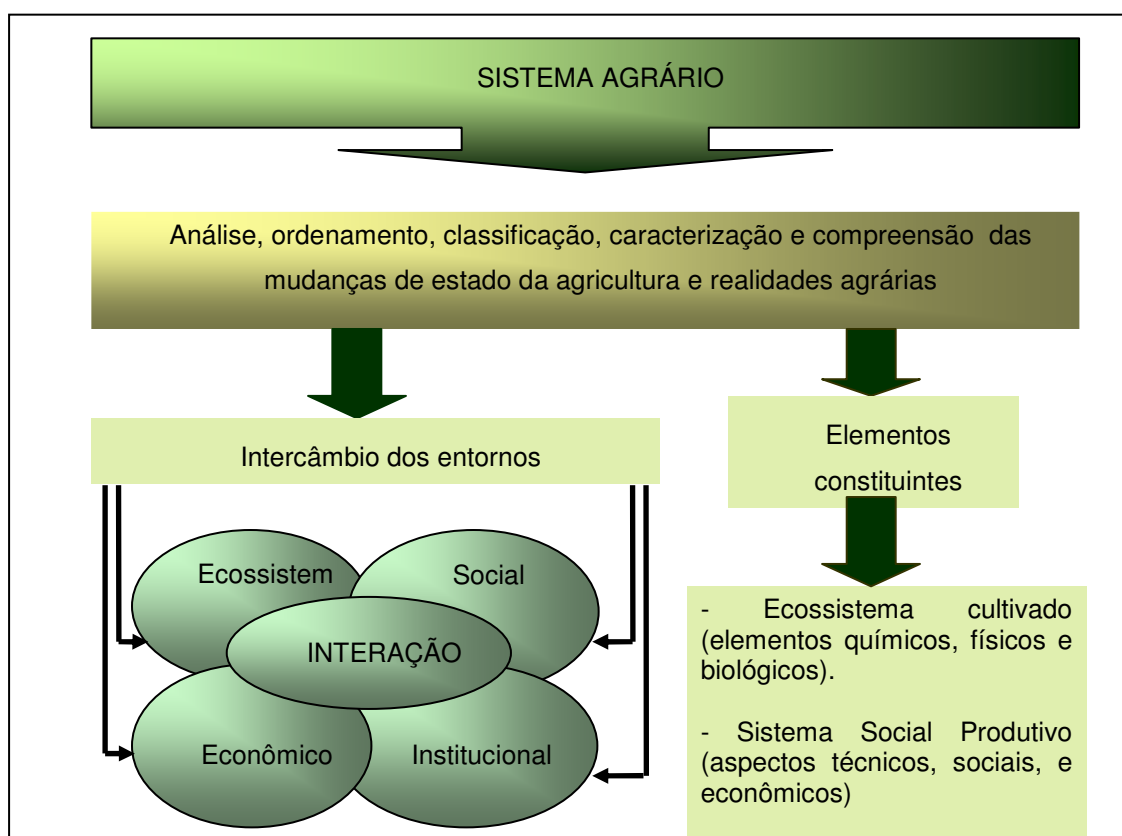 SISTEMA AGRÁRIO
Análise, ordenamento, classificação, caracterização e compreensão das
mudanças de estado da agricultura e realidades agrárias
Intercâmbio dos entornos
Elementos
constituintes
Ecossistem
Social
INTERAÇÃO
Econômico
Institucional
- Ecossistema cultivado
(elementos químicos, físicos e
biológicos).
- Sistema Social Produtivo
(aspectos técnicos, sociais, e
econômicos)